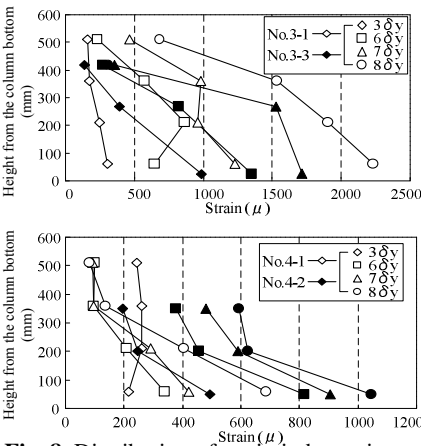 Height from the column bottom
(mm)
600
500
400
300
200
100
0
0 500 1000 1500 2000 2500
Strain(μ)
No.3-1
No.3-3
3δy
6δy
7δy
8δy
Height from the column bottom
(mm)
600
500
400
300
200
100
0
0 200 400 600 800 1000 1200
Strain(μ)
No.4-1
No.4-2
3δy
6δy
7δy
8δy